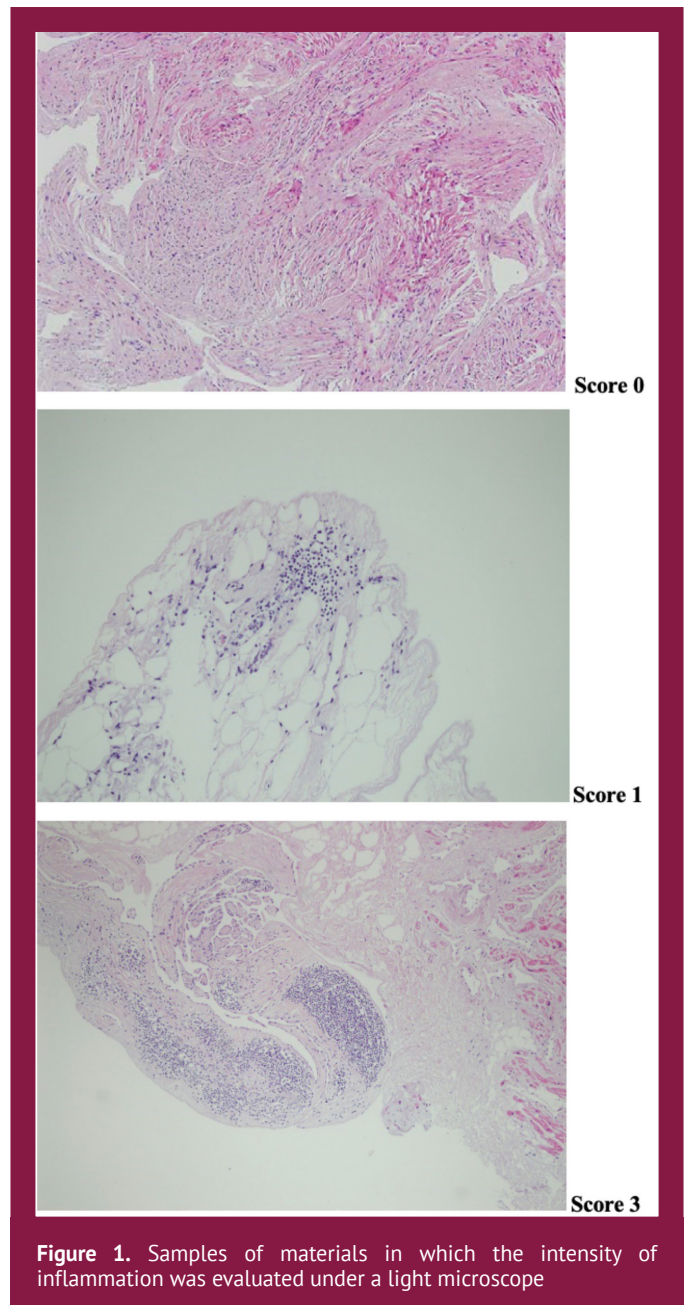 Score 0
Score 1
Score 3
Figure 1. Samples of materials in which the intensity of
inflammation was evaluated under a light microscope